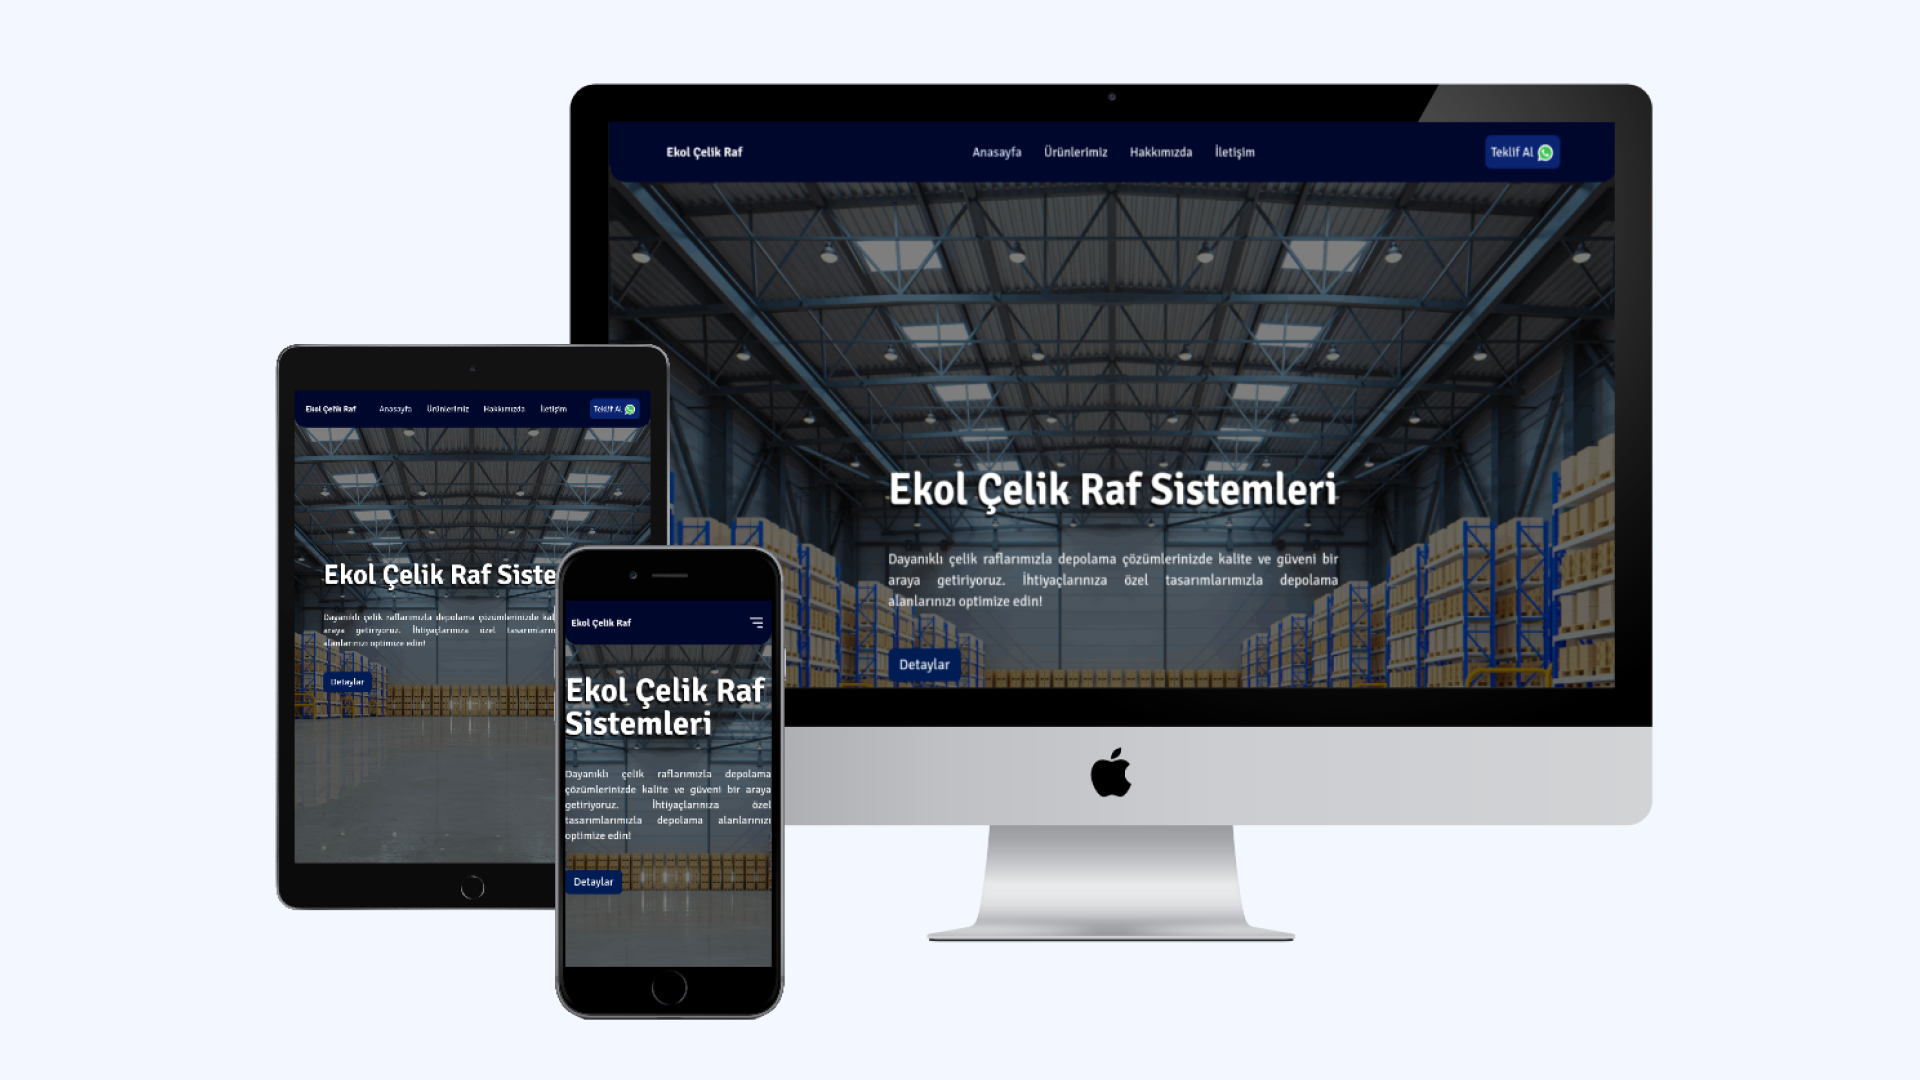 Ekol Çelik Raf
Anasayfa Ürünlerimiz Hakkımızda İletişim
Teklif Al
Ekol Çelik Raf Sistemleri
Dayanıklı çelik raflarımızla depolama çözümlerinizde kalite ve güveni bir
araya getiriyoruz. İhtiyaçlarınıza özel tasarımlarımızla depolama
alanlarınızı optimize edin!
Detaylar
Ekol Çelik Raf Anasayfa Ürünlerimiz Hakkımızda İletişim Teklif Al
Ekol Çelik Raf Siste
Dayanıklı çelik raflarımızla depolama çözümlerinizde kal
araya getiriyoruz. İhtiyaçlarınıza özel tasarımların
alanlarınızı optimize edin!
Detaylar
Ekol Çelik Raf
Ekol Çelik Raf
Sistemleri
Dayanıklı çelik raflarımızla depolama
çözümlerinizde kalite ve güveni bir araya
getiriyoruz. İhtiyaçlarınıza özel
tasarımlarımızla depolama alanlarınızı
optimize edin!
Detaylar